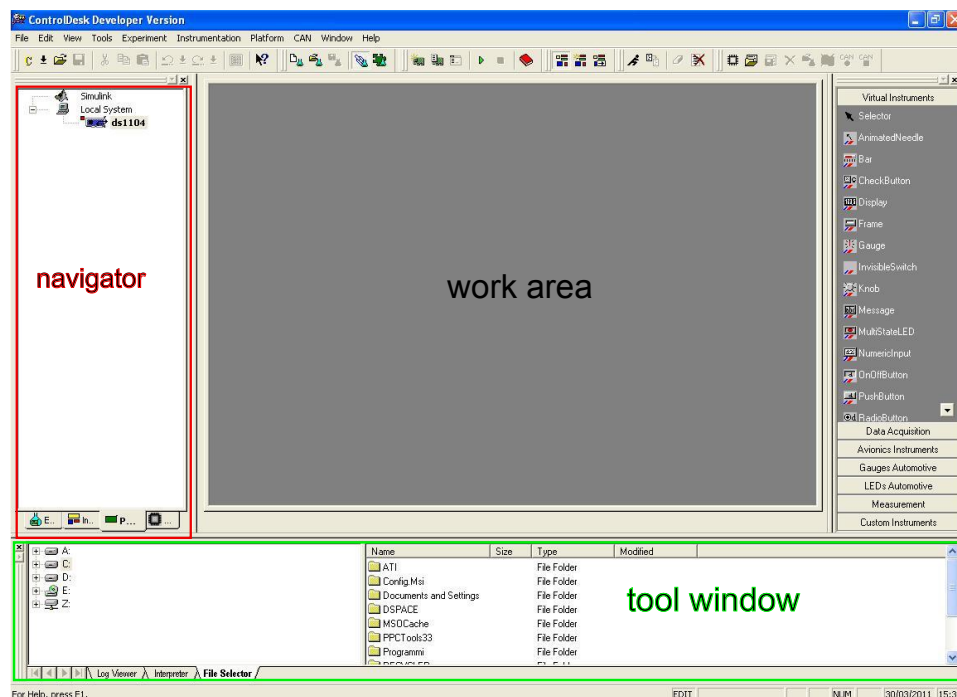 ControlDesk Developer Version
File Edit View Tools Experiment Instrumentation Platform CAN Window Help
Simulink
Local System
ds1104
navigator
E..
In..
P...
...
work area
Virtual Instruments
Selector
AnimatedNeedle
Bar
CheckButton
Display
Frame
Gauge
InvisibleSwitch
Knob
Message
MultiStateLED
NumericInput
OnOffButton
PushButton
RadioButton
Data Acquisition
Avionics Instruments
Gauges Automotive
LEDs Automotive
Measurement
Custom Instruments
A:
C:
D:
E:
Z:
Name Size Type Modified
ATI File Folder
Config.Msi File Folder
Documents and Settings File Folder
DSPACE File Folder
MSOCache File Folder
PPCTools33 File Folder
Programmi File Folder
tool window
Log Viewer Interpreter File Selector
For Help, press F1. EDIT NUM 30/03/2011 15:3